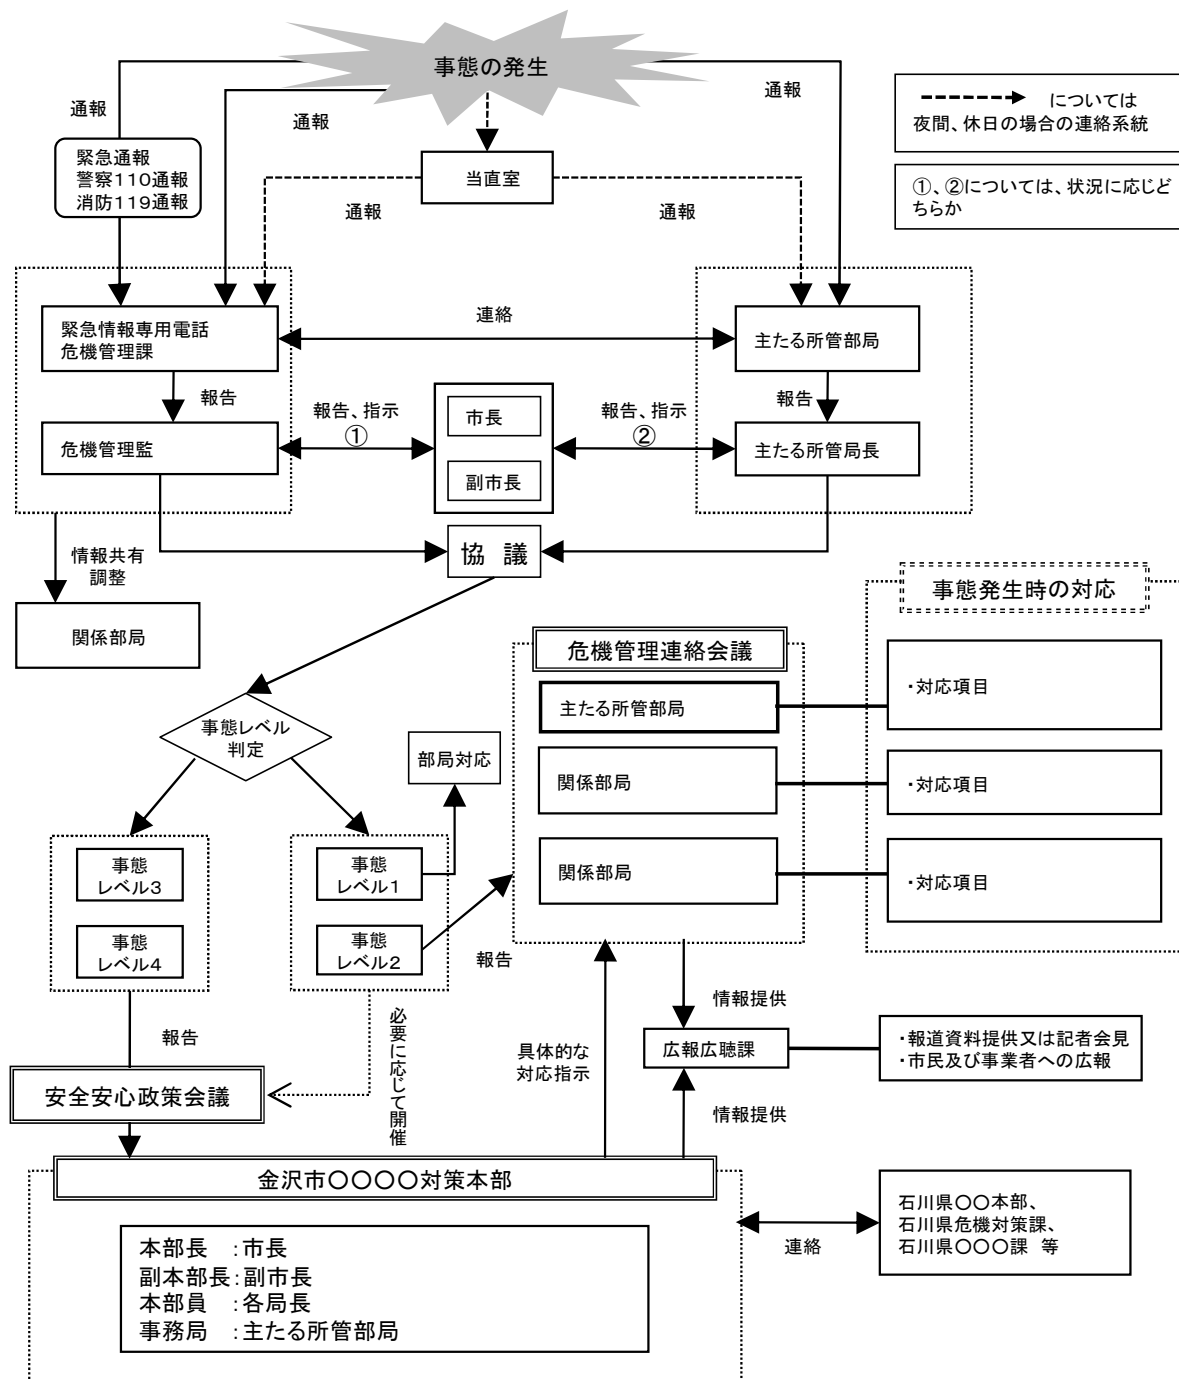 事態の発生
通報
通報
通報
緊急通報
警察110通報
消防119通報
当直室
通報
通報
については
夜間、休日の場合の連絡系統
①、②については、状況に応じど
ちらか
緊急情報専用電話
危機管理課
連絡
主たる所管部局
報告
報告
危機管理監
報告、指示
①
市長
副市長
報告、指示
②
主たる所管局長
情報共有
調整
協 議
関係部局
事態発生時の対応
危機管理連絡会議
主たる所管部局
・対応項目
関係部局
・対応項目
関係部局
・対応項目
事態レベル
判定
部局対応
事態
レベル3
事態
レベル4
事態
レベル1
事態
レベル2
報告
報告
必要に応じて開催
具体的な
対応指示
情報提供
広報広聴課
情報提供
・報道資料提供又は記者会見
・市民及び事業者への広報
安全安心政策会議
金沢市〇〇〇〇対策本部
本部長 :市長
副本部長:副市長
本部員 :各局長
事務局 :主たる所管部局
連絡
石川県〇〇本部、
石川県危機対策課、
石川県〇〇〇課 等